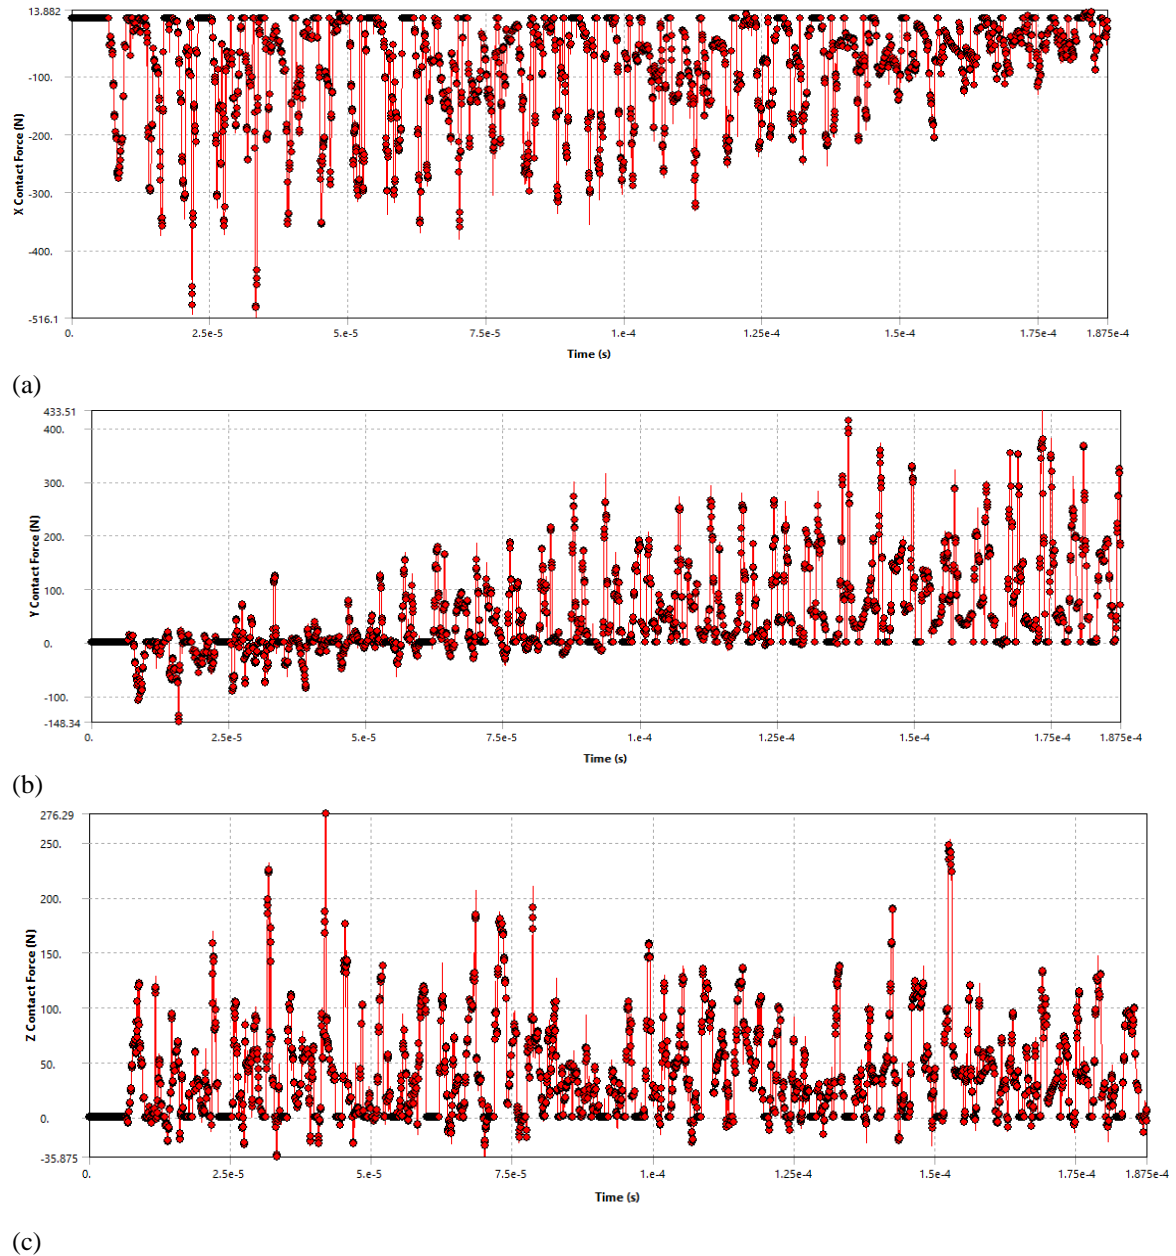 13.882
-100.
-200.
-300.
-400.
-516.1
X Contact Force (N)
0. 2.5e-5 5.e-5 7.5e-5 1.e-4 1.25e-4 1.5e-4 1.75e-4 1.875e-4
Time (s)
(a)
433.51
400.
300.
200.
100.
0.
-100.
-148.34
Y Contact Force (N)
0. 2.5e-5 5.e-5 7.5e-5 1.e-4 1.25e-4 1.5e-4 1.75e-4 1.875e-4
Time (s)
(b)
276.29
250.
200.
150.
100.
50.
0.
-35.875
Z Contact Force (N)
0. 2.5e-5 5.e-5 7.5e-5 1.e-4 1.25e-4 1.5e-4 1.75e-4 1.875e-4
Time (s)
(c)